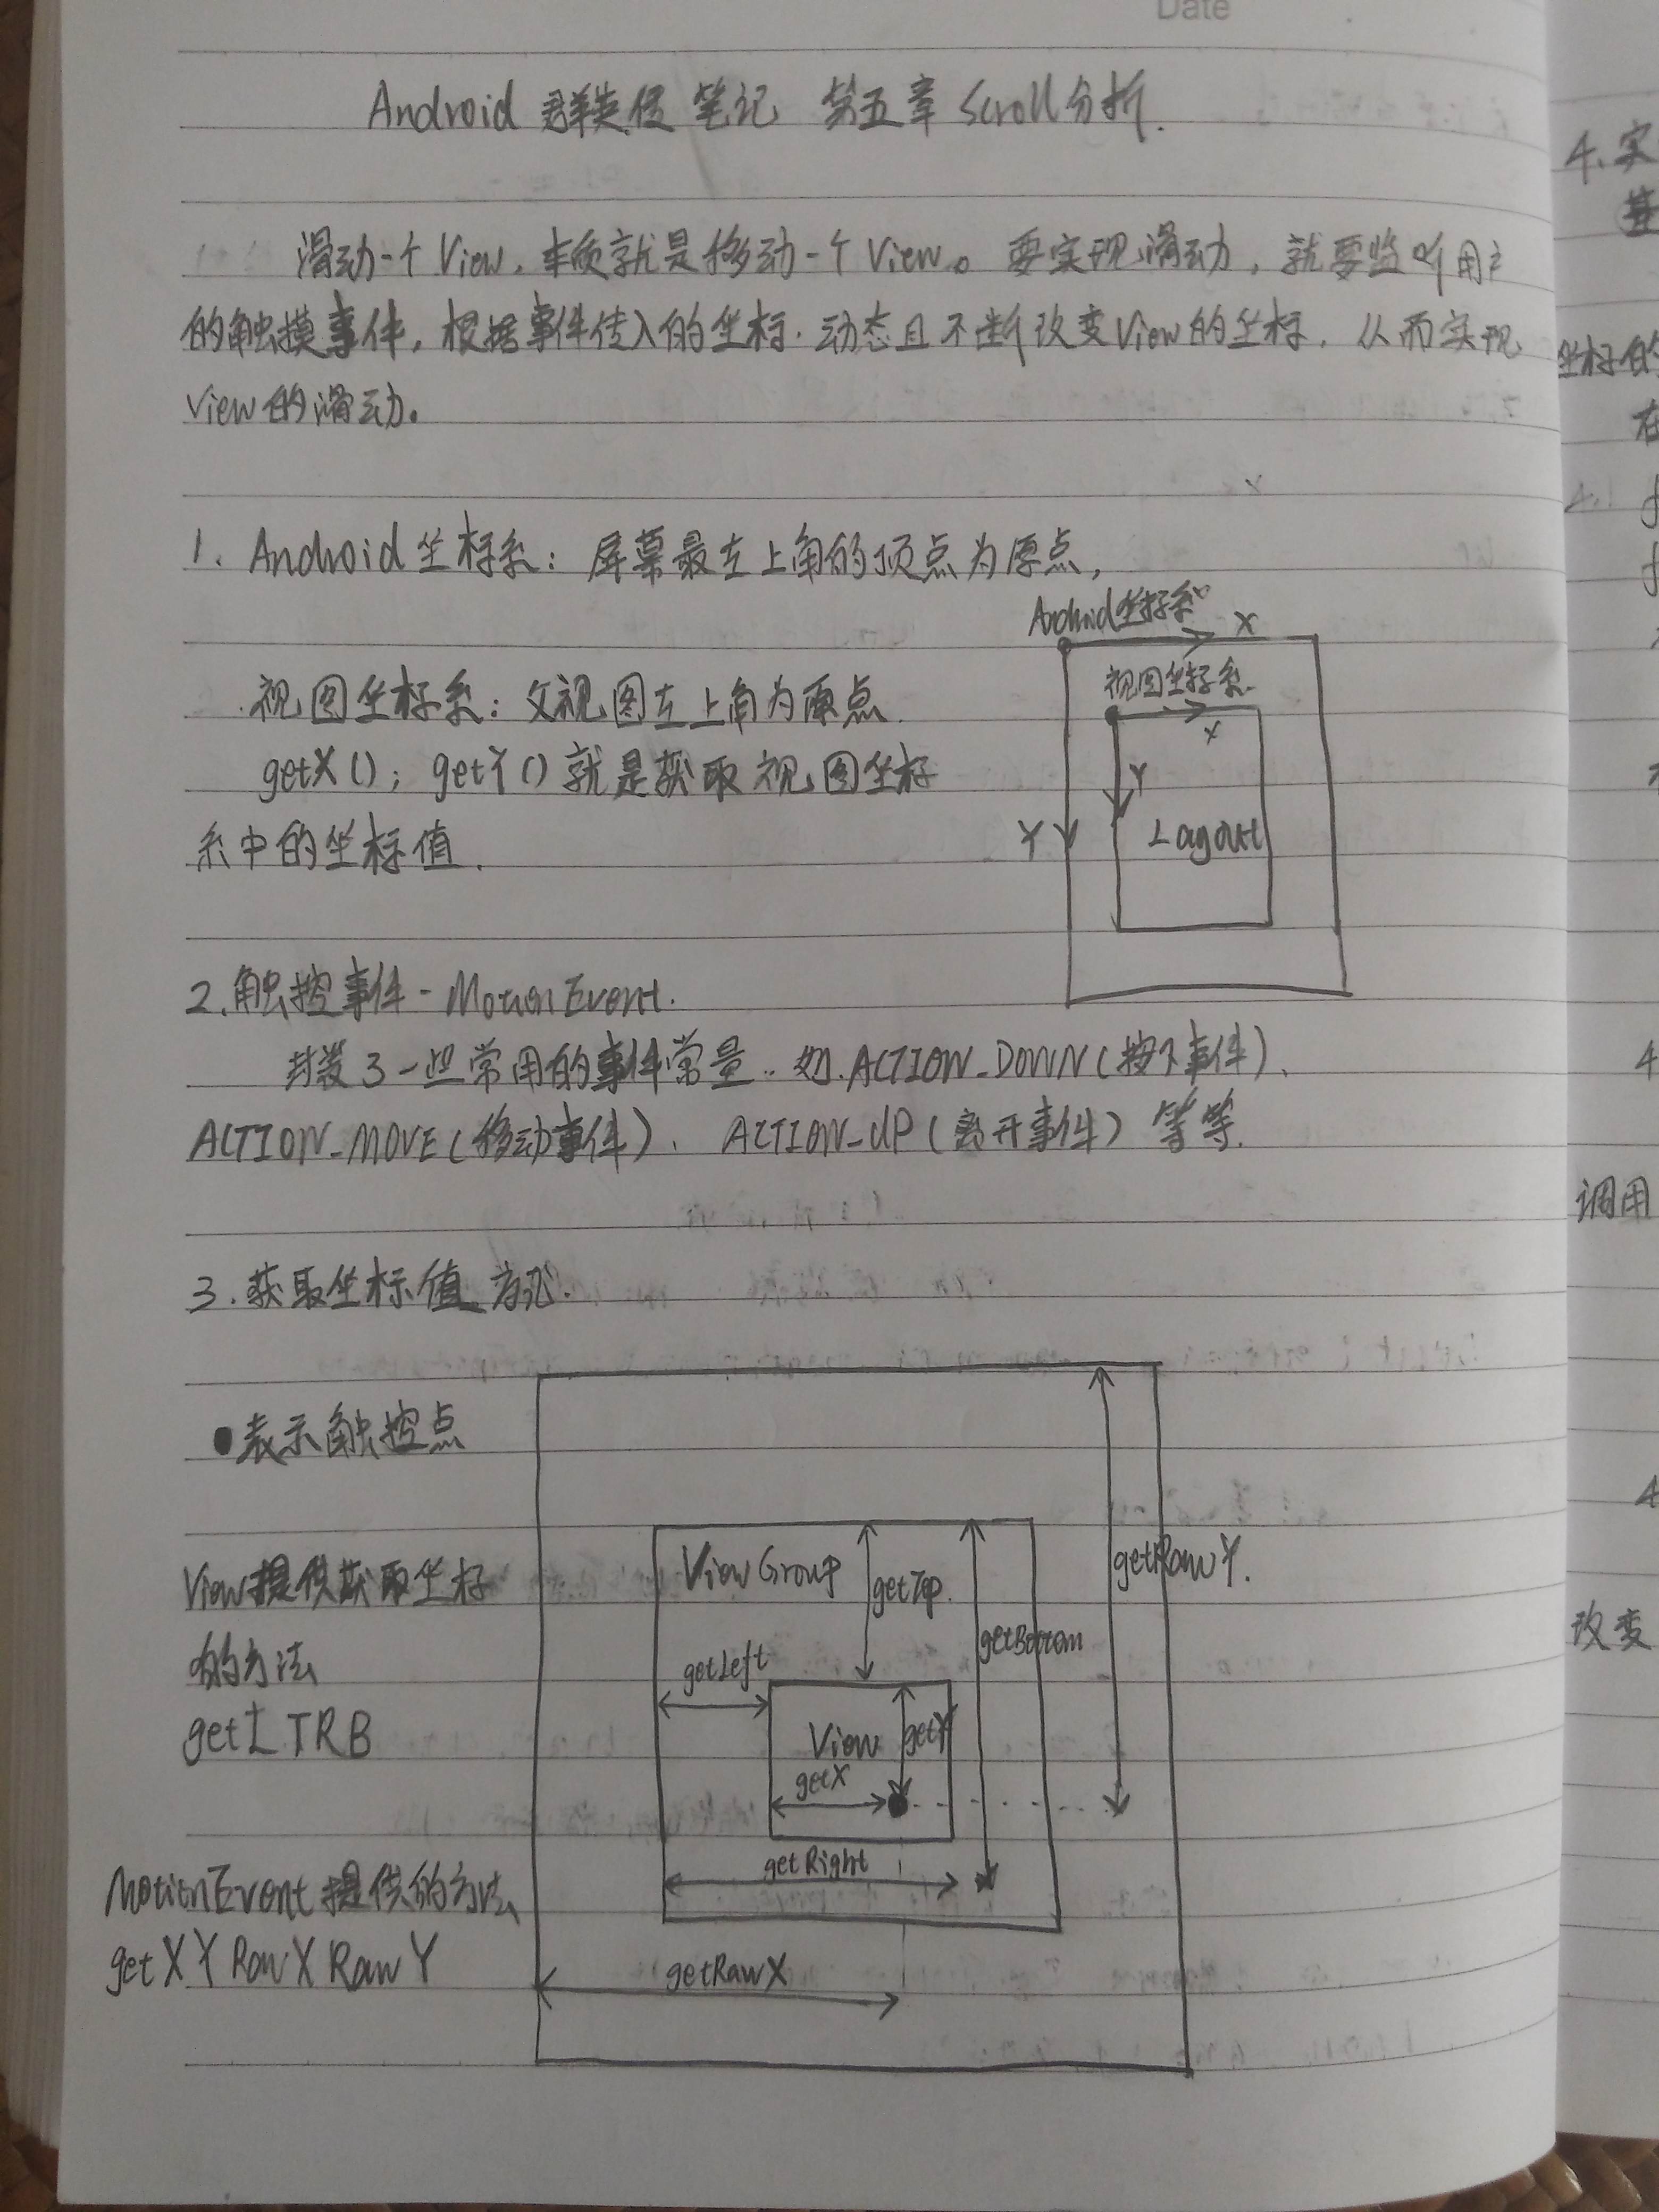 Date
Android 群英传 笔记 第五章 Scroll分析.
滑动一个View,本质就是移动一个View。要实现滑动,就要监听用户
的触摸事件,根据事件传入的坐标.动态且不断改变View的坐标,从而实现
View的滑动。
1. Android坐标系:屏幕最左上角的顶点为原点,
Android坐标系
X
视图坐标系:父视图左上角为原点.
视图坐标系.
X
getX(); getY()就是获取视图坐标
Y
系中的坐标值.
Y
Layout
2.触控事件-MotionEvent.
封装了一些常用的事件常量..如.ACTION_DOWN(按下事件)、
ACTION_MOVE(移动事件)、ACTION_UP(离开事件)等等.
3.获取坐标值方法.
●表示触控点
View提供获取坐标
的方法
getLTRB
MotionEvent提供的方法
getXYRawXRawY
ViewGroup
getTop.
getRawY.
getBottom
getLeft
View
getY
getX
getRight
getRawX
4.实
基
坐标的
在
4.1
4
调用
4
改变